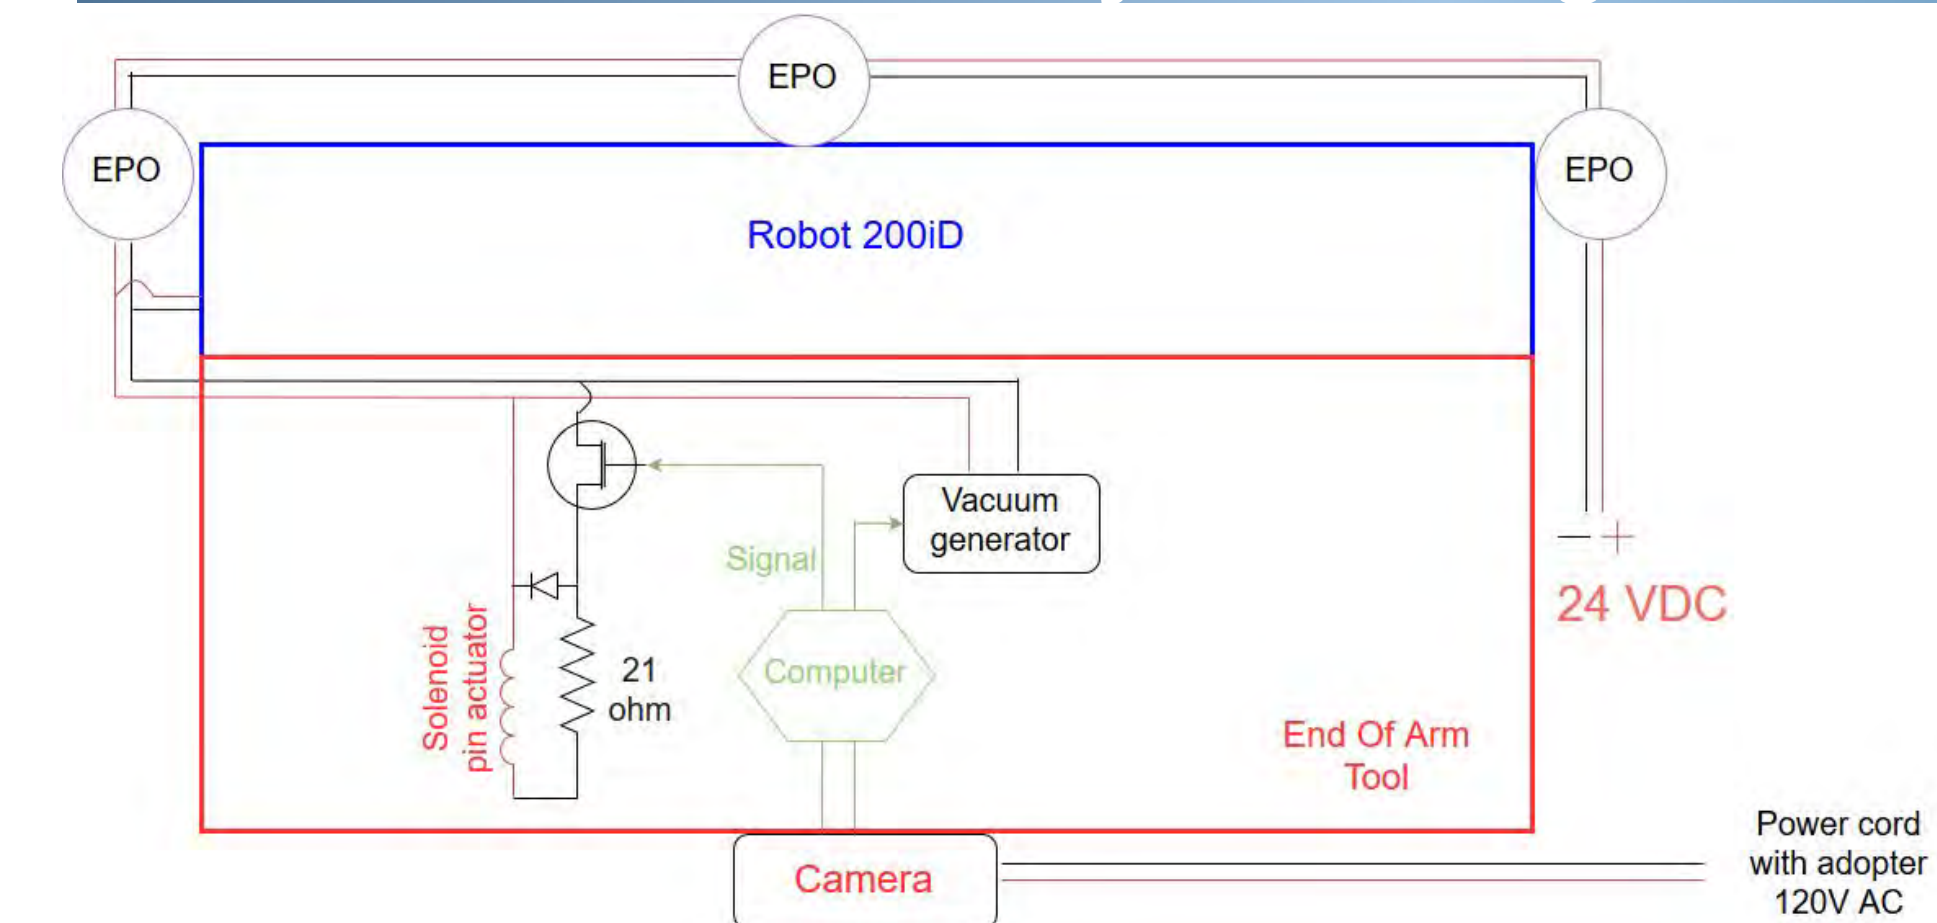 EPO
EPO
EPO
Robot 200iD
Vacuum
generator
Signal
Solenoid
pin actuator
21
ohm
Computer
24 VDC
End Of Arm
Tool
Camera
Power cord
with adopter
120V AC